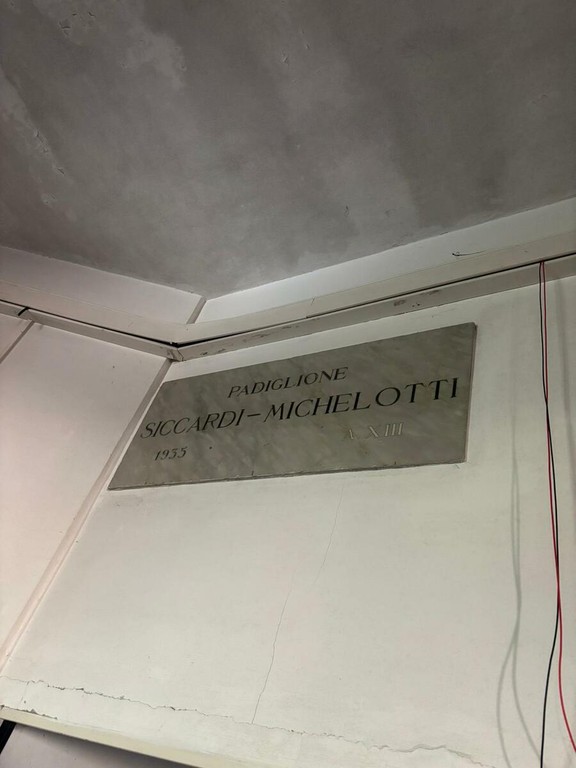 PADIGLIONE
SICCARDI-MICHELOTTI
1935 A. XIII